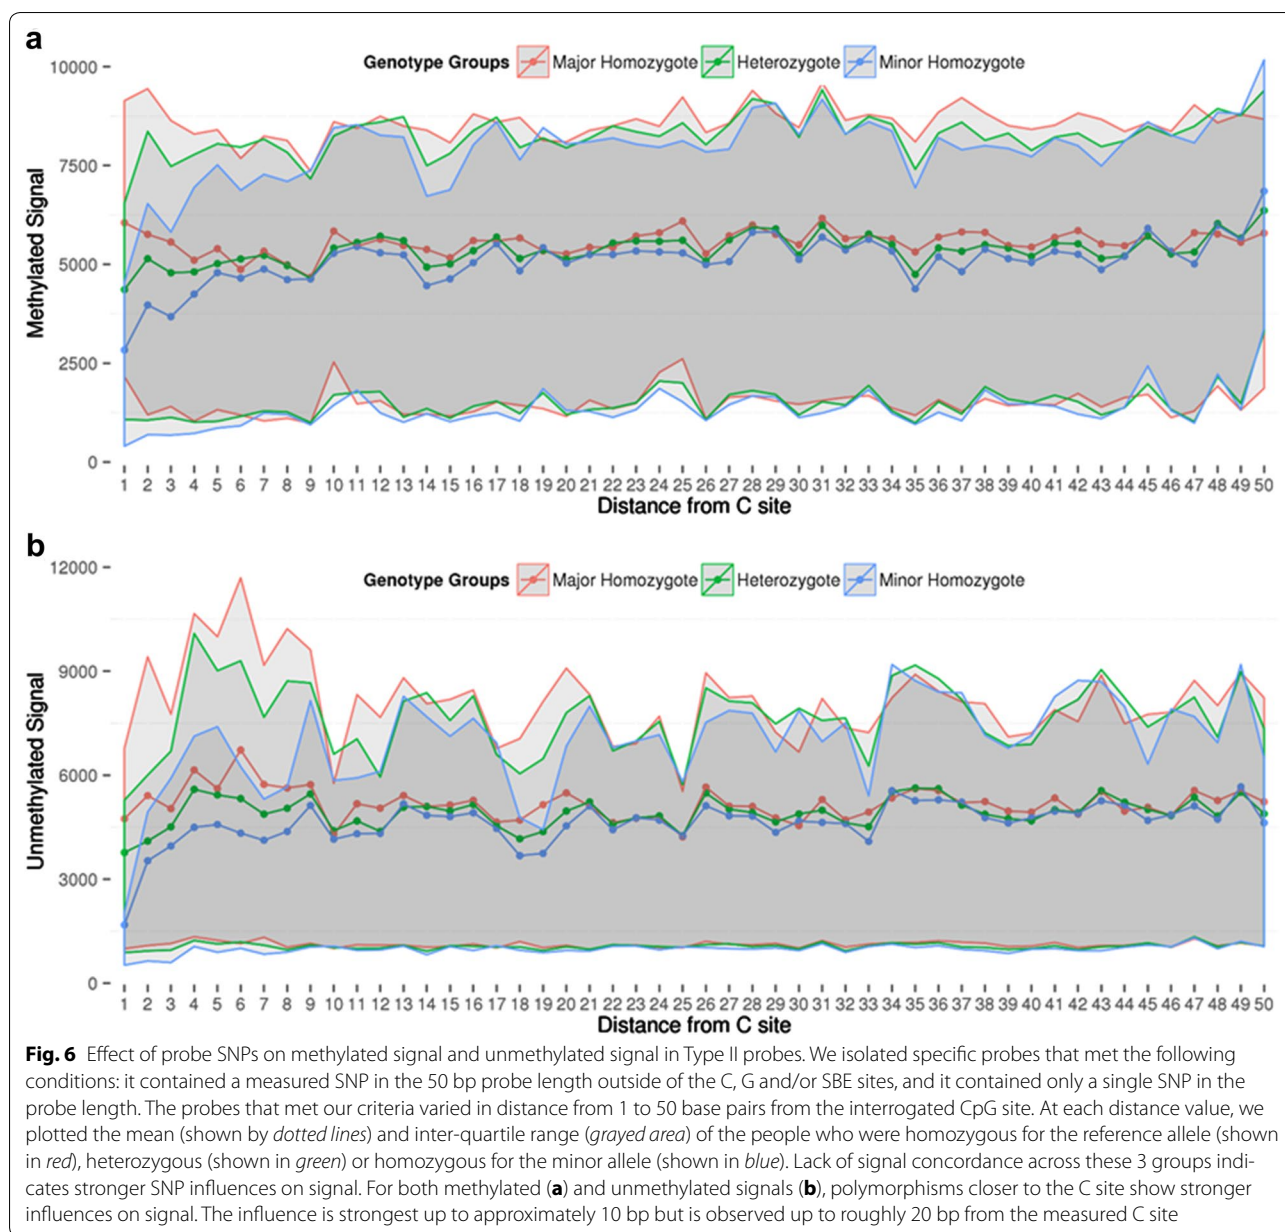 a
Genotype Groups Major Homozygote Heterozygote Minor Homozygote
10000
7500
5000
2500
0
Methylated Signal
1 2 3 4 5 6 7 8 9 10 11 12 13 14 15 16 17 18 19 20 21 22 23 24 25 26 27 28 29 30 31 32 33 34 35 36 37 38 39 40 41 42 43 44 45 46 47 48 49 50
Distance from C site
b
Genotype Groups Major Homozygote Heterozygote Minor Homozygote
12000
9000
6000
3000
0
Unmethylated Signal
1 2 3 4 5 6 7 8 9 10 11 12 13 14 15 16 17 18 19 20 21 22 23 24 25 26 27 28 29 30 31 32 33 34 35 36 37 38 39 40 41 42 43 44 45 46 47 48 49 50
Distance from C site
Fig. 6 Effect of probe SNPs on methylated signal and unmethylated signal in Type II probes. We isolated specific probes that met the following
conditions: it contained a measured SNP in the 50 bp probe length outside of the C, G and/or SBE sites, and it contained only a single SNP in the
probe length. The probes that met our criteria varied in distance from 1 to 50 base pairs from the interrogated CpG site. At each distance value, we
plotted the mean (shown by dotted lines) and inter-quartile range (grayed area) of the people who were homozygous for the reference allele (shown
in red), heterozygous (shown in green) or homozygous for the minor allele (shown in blue). Lack of signal concordance across these 3 groups indi-
cates stronger SNP influences on signal. For both methylated (a) and unmethylated signals (b), polymorphisms closer to the C site show stronger
influences on signal. The influence is strongest up to approximately 10 bp but is observed up to roughly 20 bp from the measured C site